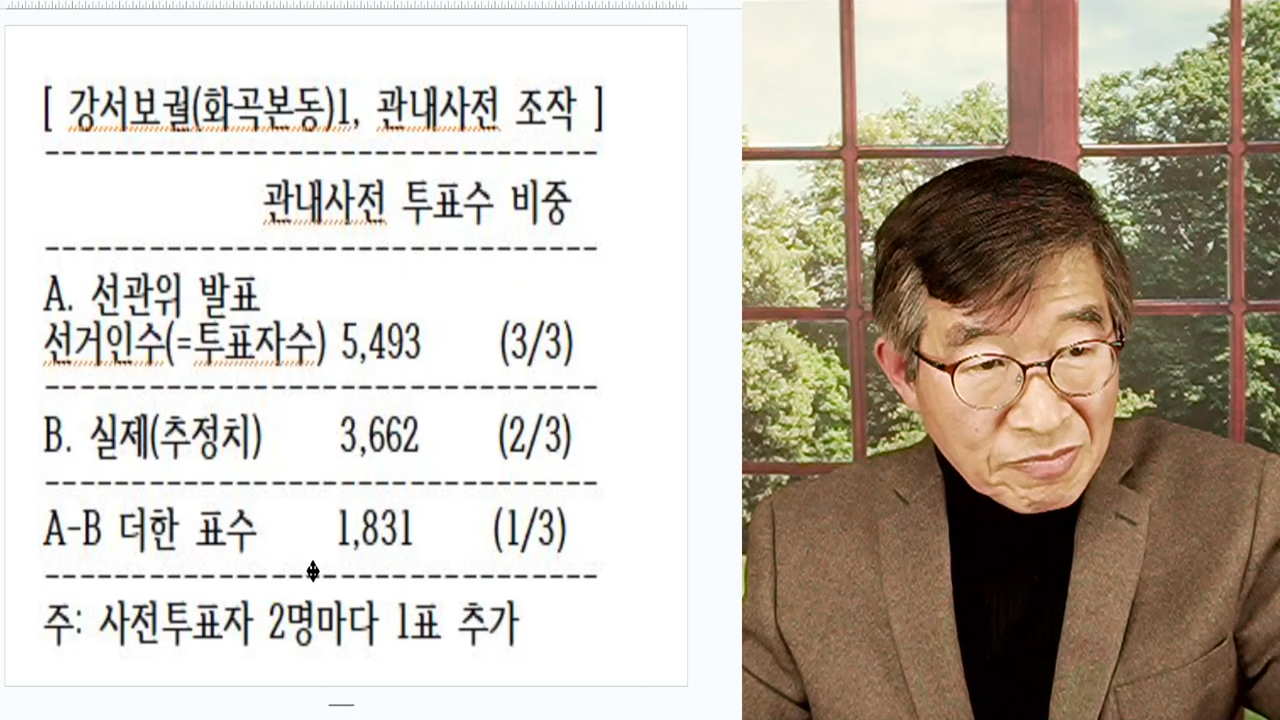 [ 강서보궐(화곡본동)1, 관내사전 조작 ]
관내사전 투표수 비중
A. 선관위 발표
선거인수(=투표자수) 5,493 (3/3)
B. 실제(추정치) 3,662 (2/3)
A-B 더한 표수 1,831 (1/3)
주: 사전투표자 2명마다 1표 추가